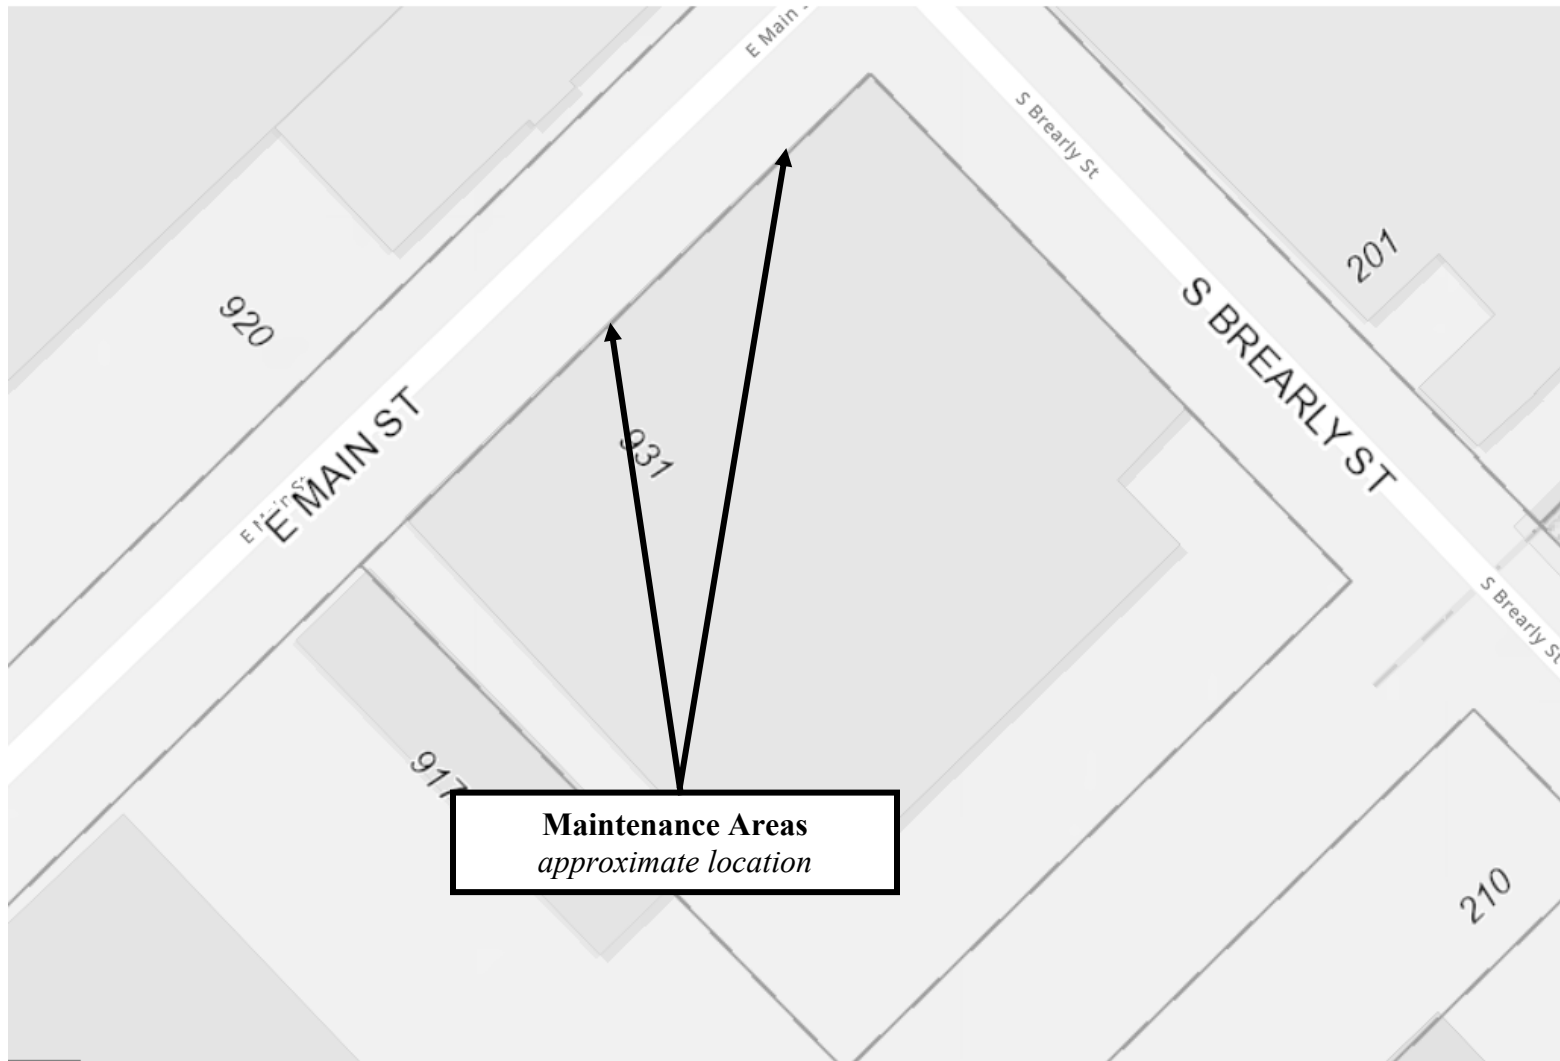 E Main
S Brearly St
201
920
S BREARLY ST
E MAIN ST
E Main St
931
S Brearly St
917
Maintenance Areas
approximate location
210